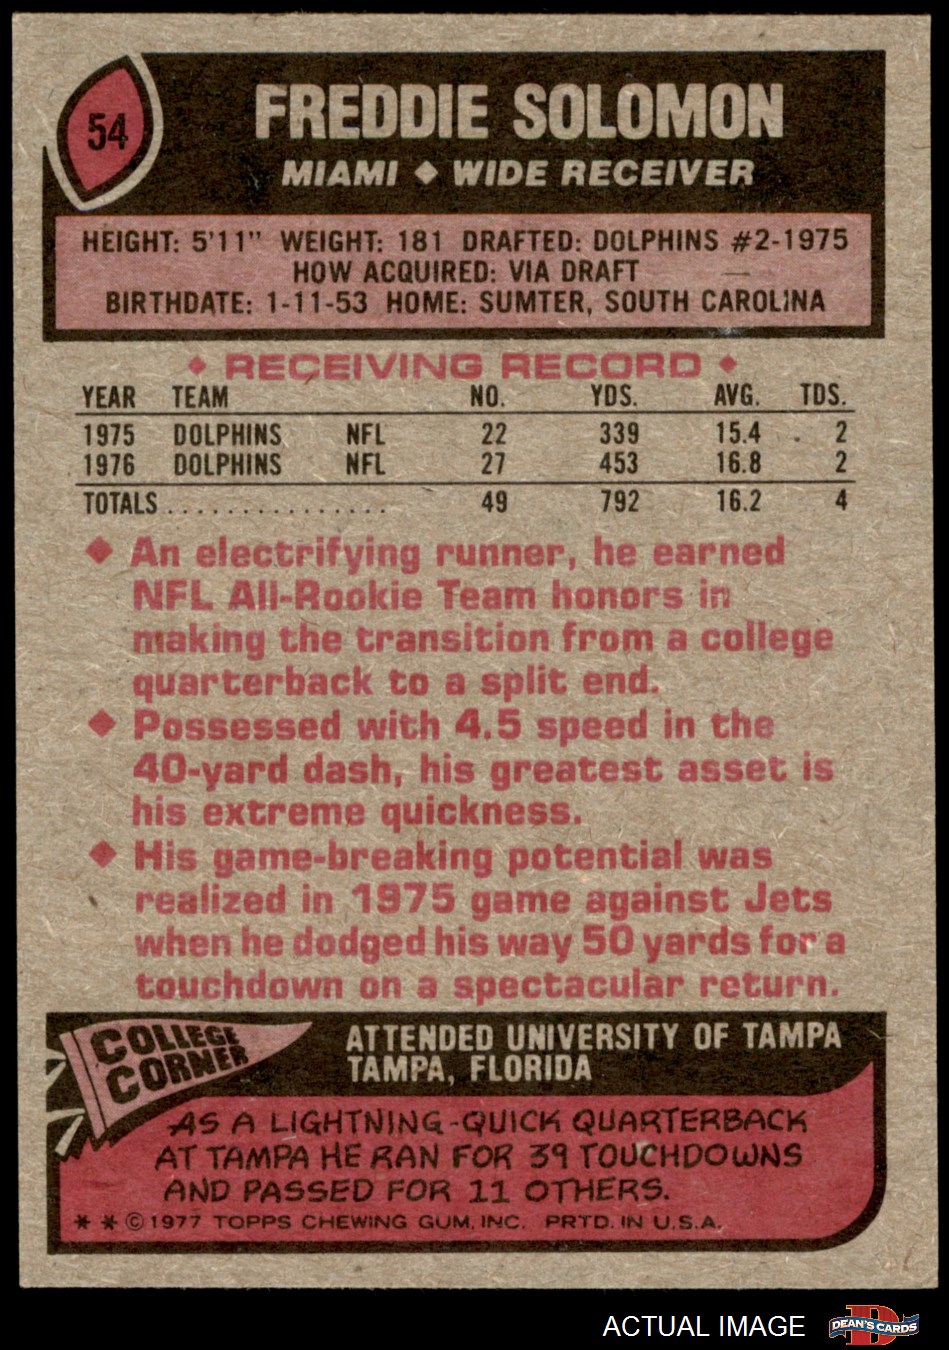 54
FREDDIE SOLOMON
MIAMI ◆ WIDE RECEIVER
HEIGHT: 5'11" WEIGHT: 181 DRAFTED: DOLPHINS #2-1975
HOW ACQUIRED: VIA DRAFT
BIRTHDATE: 1-11-53 HOME: SUMTER, SOUTH CAROLINA
◆ RECEIVING RECORD ◆
YEAR TEAM NO. YDS. AVG. TDS.
1975 DOLPHINS NFL 22 339 15.4 2
1976 DOLPHINS NFL 27 453 16.8 2
TOTALS............... 49 792 16.2 4
◆ An electrifying runner, he earned
NFL All-Rookie Team honors in
making the transition from a college
quarterback to a split end.
◆ Possessed with 4.5 speed in the
40-yard dash, his greatest asset is
his extreme quickness.
◆ His game-breaking potential was
realized in 1975 game against Jets
when he dodged his way 50 yards for a
touchdown on a spectacular return.
COLLEGE
CORNER
ATTENDED UNIVERSITY OF TAMPA
TAMPA, FLORIDA
AS A LIGHTNING-QUICK QUARTERBACK
AT TAMPA HE RAN FOR 39 TOUCHDOWNS
AND PASSED FOR 11 OTHERS.
* * © 1977 TOPPS CHEWING GUM, INC. PRTD. IN U.S.A.
ACTUAL IMAGE
D
DEAN'S CARDS